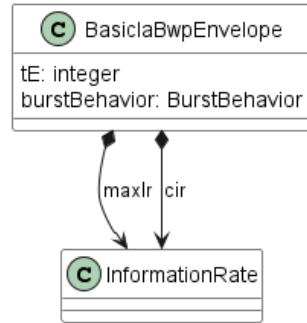 C BasicIaBwpEnvelope
tE: integer
burstBehavior: BurstBehavior
maxIr cir
C InformationRate